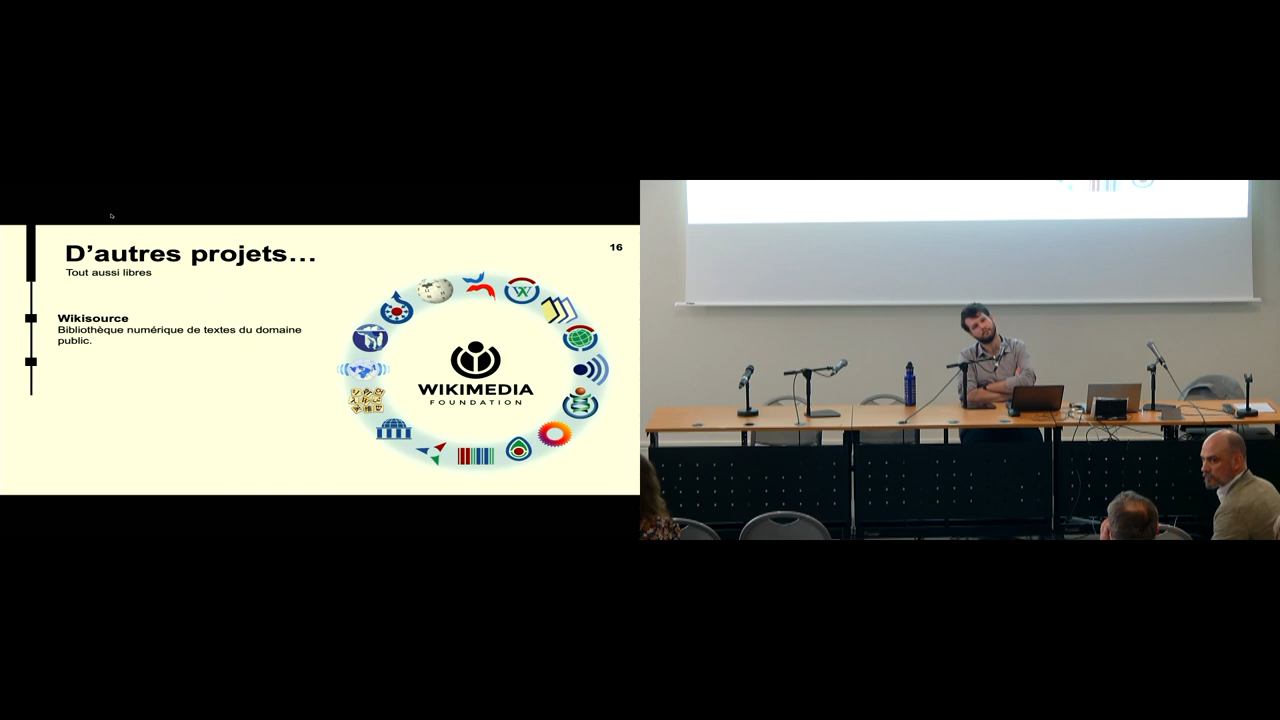 D’autres projets…
16
Tout aussi libres
Wikisource
Bibliothèque numérique de textes du domaine
public.
W
WIKIMEDIA
FOUNDATION